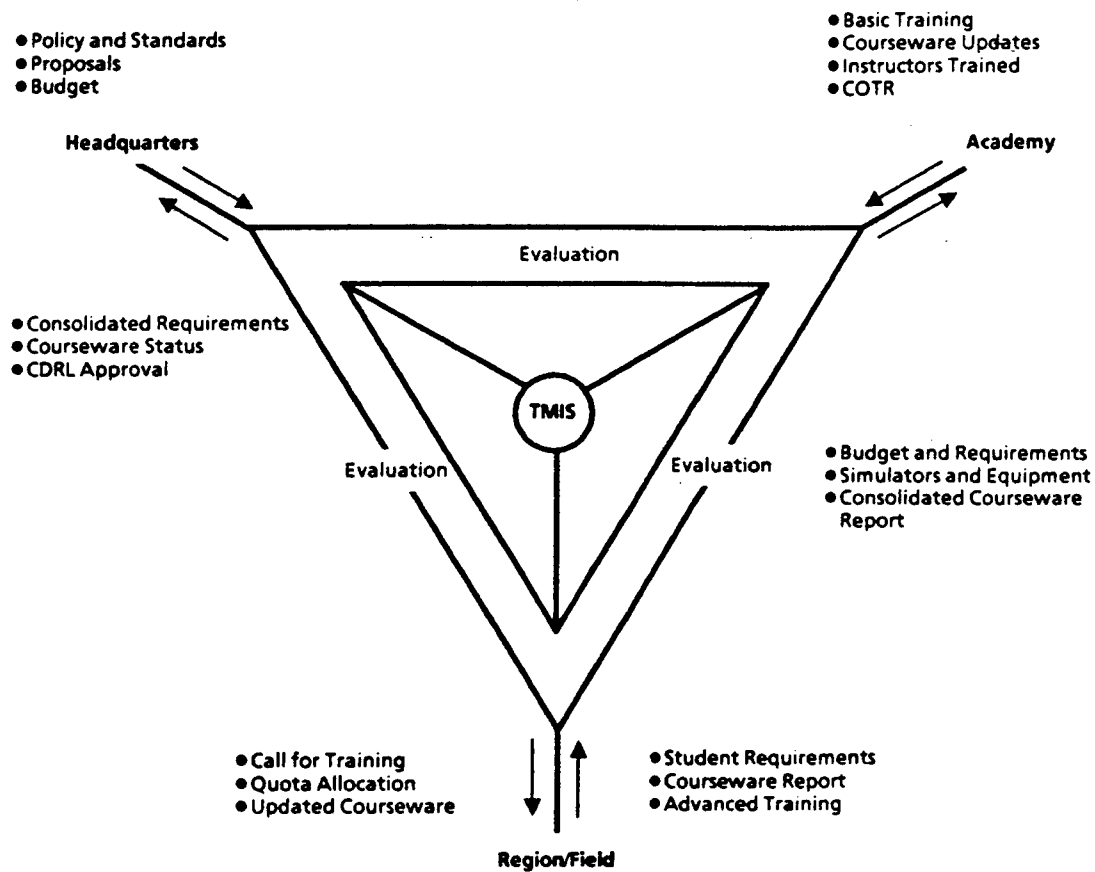 ● Policy and Standards
● Proposals
● Budget
● Basic Training
● Courseware Updates
● Instructors Trained
● COTR
Headquarters
Academy
Evaluation
● Consolidated Requirements
● Courseware Status
● CDRL Approval
TMIS
Evaluation
Evaluation
● Budget and Requirements
● Simulators and Equipment
● Consolidated Courseware
Report
● Call for Training
● Quota Allocation
● Updated Courseware
● Student Requirements
● Courseware Report
● Advanced Training
Region/Field